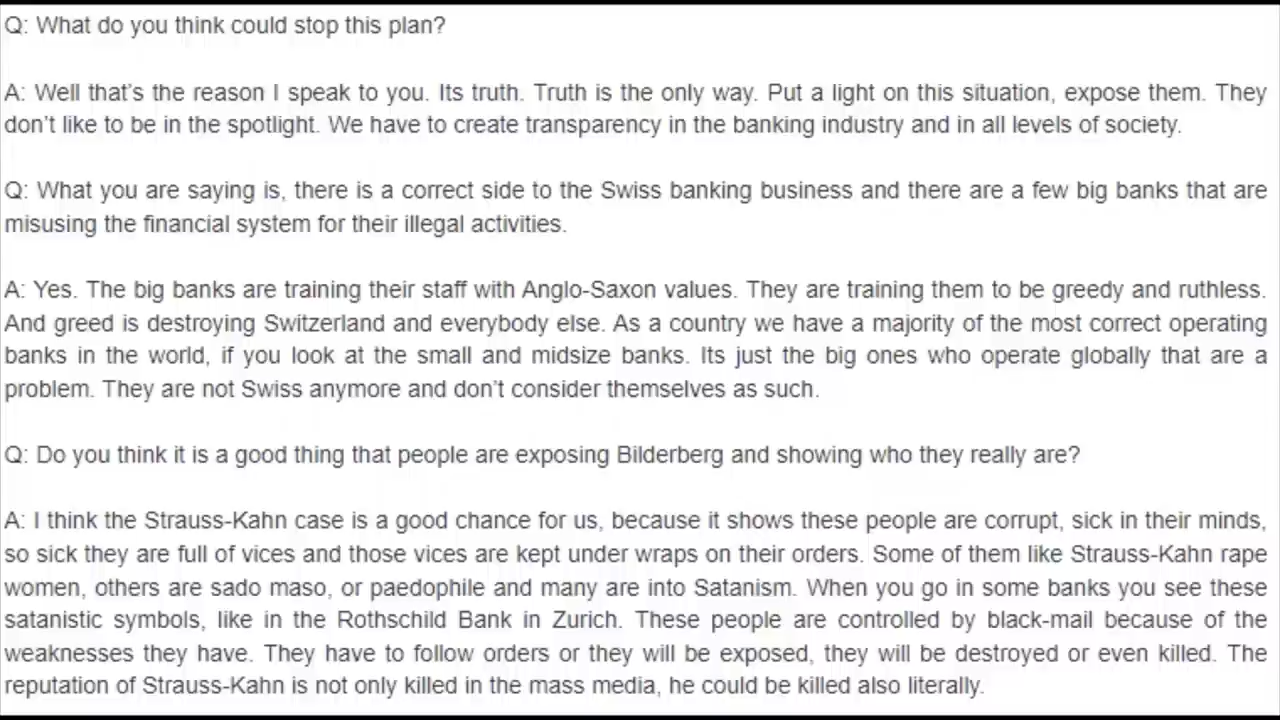 Q: What do you think could stop this plan?
A: Well that's the reason I speak to you. Its truth. Truth is the only way. Put a light on this situation, expose them. They
don't like to be in the spotlight. We have to create transparency in the banking industry and in all levels of society.
Q: What you are saying is, there is a correct side to the Swiss banking business and there are a few big banks that are
misusing the financial system for their illegal activities.
A: Yes. The big banks are training their staff with Anglo-Saxon values. They are training them to be greedy and ruthless.
And greed is destroying Switzerland and everybody else. As a country we have a majority of the most correct operating
banks in the world, if you look at the small and midsize banks. Its just the big ones who operate globally that are a
problem. They are not Swiss anymore and don't consider themselves as such.
Q: Do you think it is a good thing that people are exposing Bilderberg and showing who they really are?
A: I think the Strauss-Kahn case is a good chance for us, because it shows these people are corrupt, sick in their minds,
so sick they are full of vices and those vices are kept under wraps on their orders. Some of them like Strauss-Kahn rape
women, others are sado maso, or paedophile and many are into Satanism. When you go in some banks you see these
satanistic symbols, like in the Rothschild Bank in Zurich. These people are controlled by black-mail because of the
weaknesses they have. They have to follow orders or they will be exposed, they will be destroyed or even killed. The
reputation of Strauss-Kahn is not only killed in the mass media, he could be killed also literally.